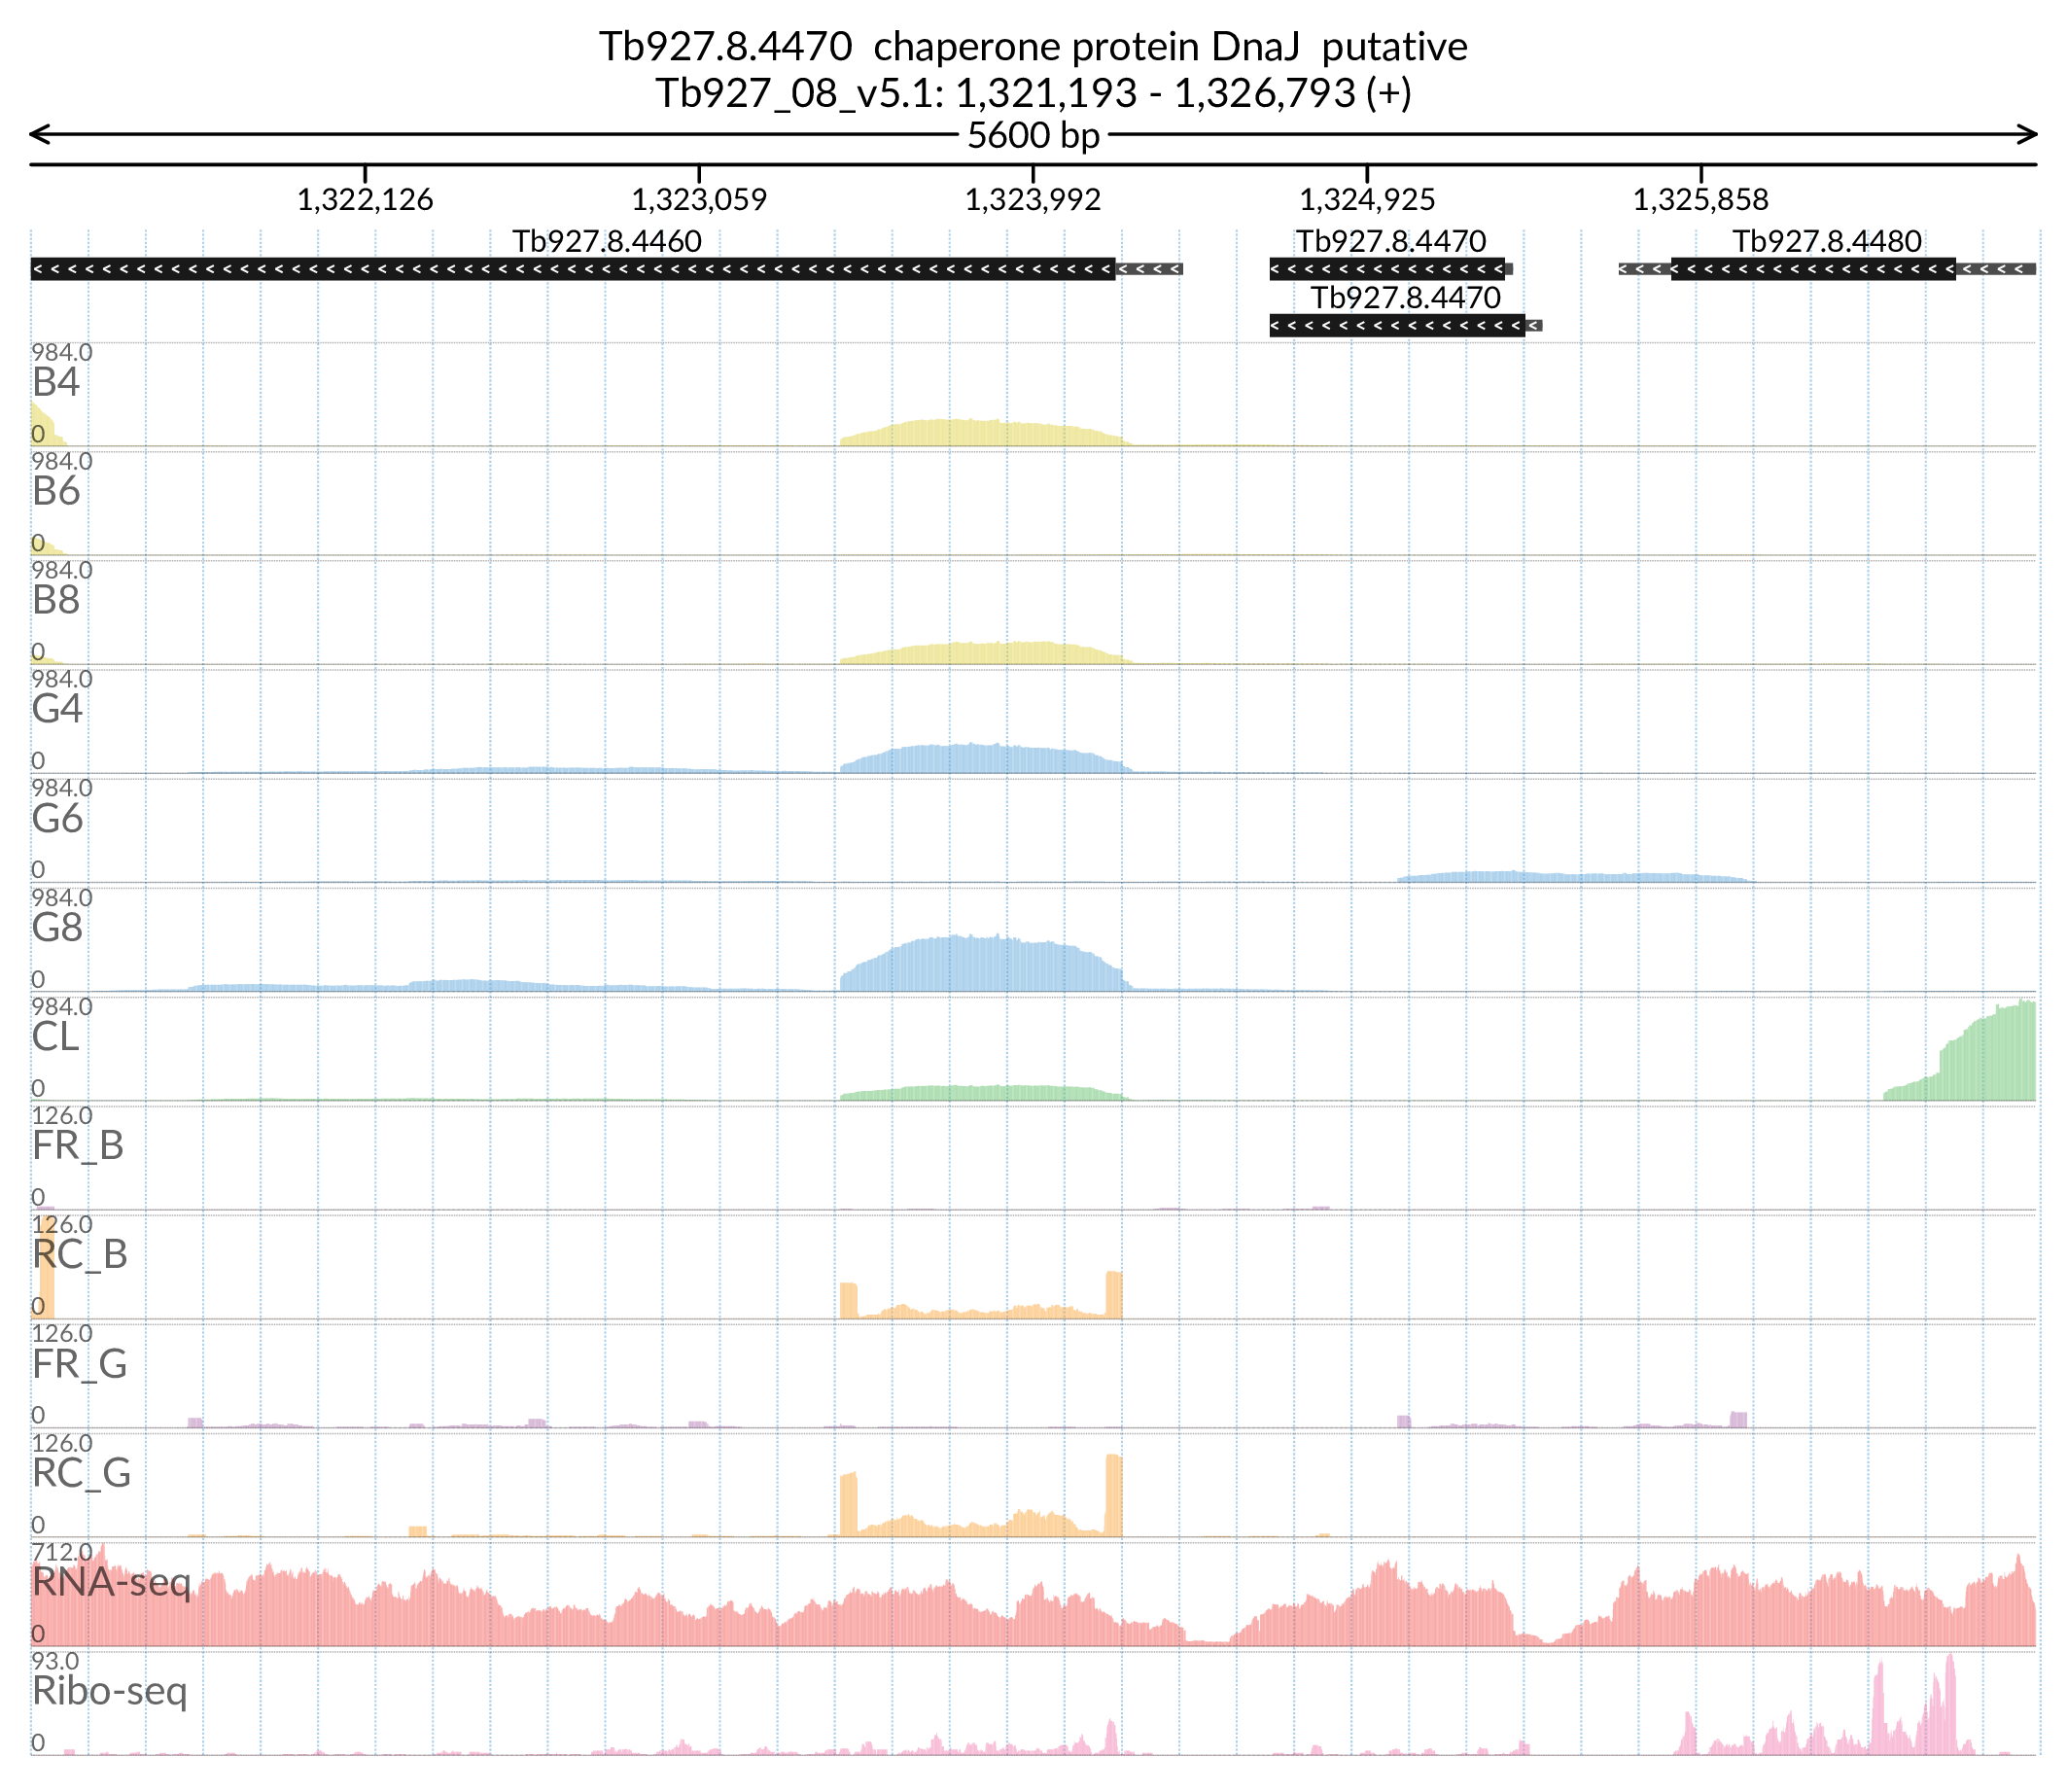 Tb927.8.4470  chaperone protein DnaJ  putative
Tb927_08_v5.1: 1,321,193 - 1,326,793 (+)
5600 bp
1,322,126 1,323,059 1,323,992 1,324,925 1,325,858
Tb927.8.4460 Tb927.8.4470 Tb927.8.4480
Tb927.8.4470
984.0
B4
0
984.0
B6
0
984.0
B8
0
984.0
G4
0
984.0
G6
0
984.0
G8
0
984.0
CL
0
126.0
FR_B
0
126.0
RC_B
0
126.0
FR_G
0
126.0
RC_G
0
712.0
RNA-seq
0
93.0
Ribo-seq
0